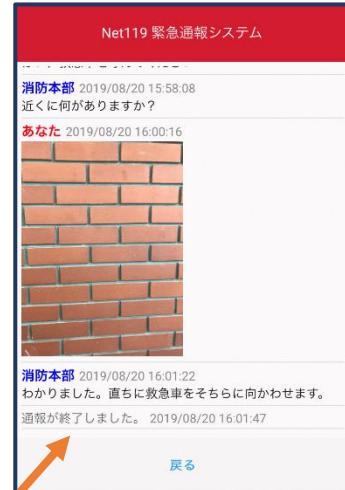 Net119 緊急通報システム
消防本部 2019/08/20 15:58:08
近くに何がありますか？
あなた 2019/08/20 16:00:16
消防本部 2019/08/20 16:01:22
わかりました。直ちに救急車をそちらに向かわせます。
通報が終了しました。 2019/08/20 16:01:47
戻る